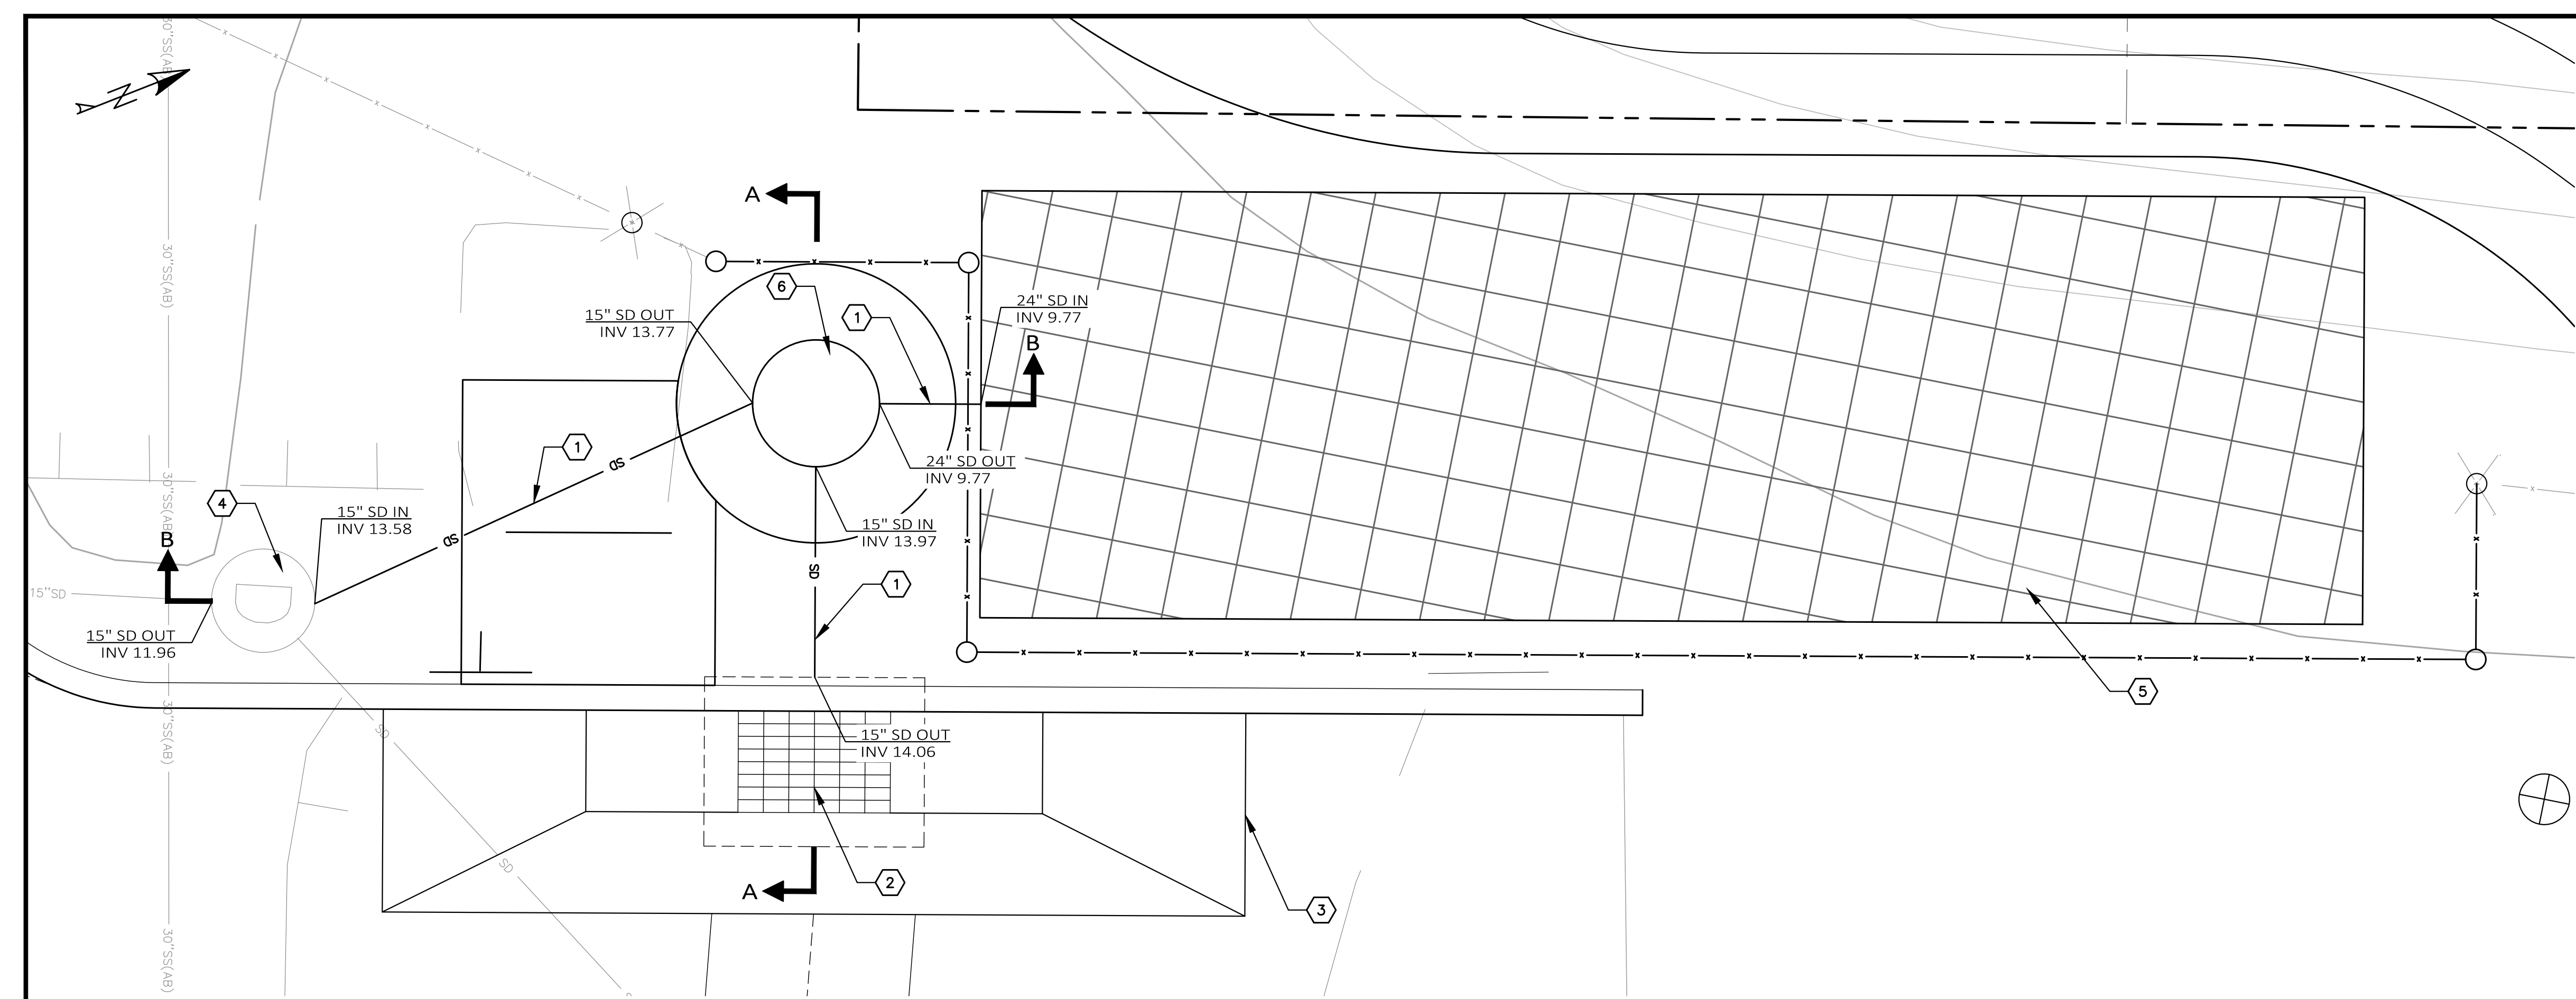 30"SS(AB)
N
A
6
24" SD IN
INV 9.77
1
15" SD OUT
INV 13.77
B
30"SS(AB)
1
SD
24" SD OUT
INV 9.77
30"SS(AB)
4
15" SD IN
INV 13.58
15" SD IN
INV 13.97
SD
B
SD
1
15"SD
15" SD OUT
INV 11.96
5
30"SS(AB)
SD
15" SD OUT
INV 14.06
SD
2
A
3
30"SS(AB)
x